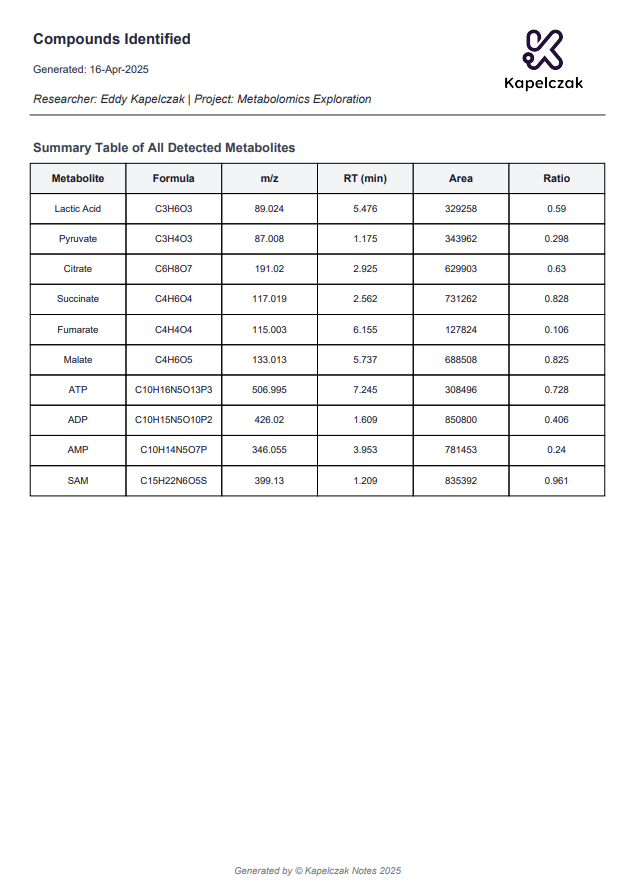 Compounds Identified
Generated: 16-Apr-2025
Researcher: Eddy Kapelczak | Project: Metabolomics Exploration
Kapelczak
Summary Table of All Detected Metabolites
Metabolite Formula m/z RT (min) Area Ratio
Lactic Acid C3H6O3 89.024 5.476 329258 0.59
Pyruvate C3H4O3 87.008 1.175 343962 0.298
Citrate C6H8O7 191.02 2.925 629903 0.63
Succinate C4H6O4 117.019 2.562 731262 0.828
Fumarate C4H4O4 115.003 6.155 127824 0.106
Malate C4H6O5 133.013 5.737 688508 0.825
ATP C10H16N5O13P3 506.995 7.245 308496 0.728
ADP C10H15N5O10P2 426.02 1.609 850800 0.406
AMP C10H14N5O7P 346.055 3.953 781453 0.24
SAM C15H22N6O5S 399.13 1.209 835392 0.961
Generated by © Kapelczak Notes 2025